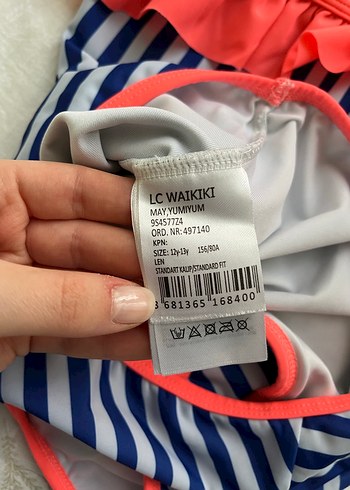 LC WAIKIKI
MAY,YUMIYUM
9S4577Z4
ORD. NR:497140
KPN:
SIZE: 12y-13y 156/80A
LEN
STANDART KALIP/STANDARD FIT
8 681365 168400